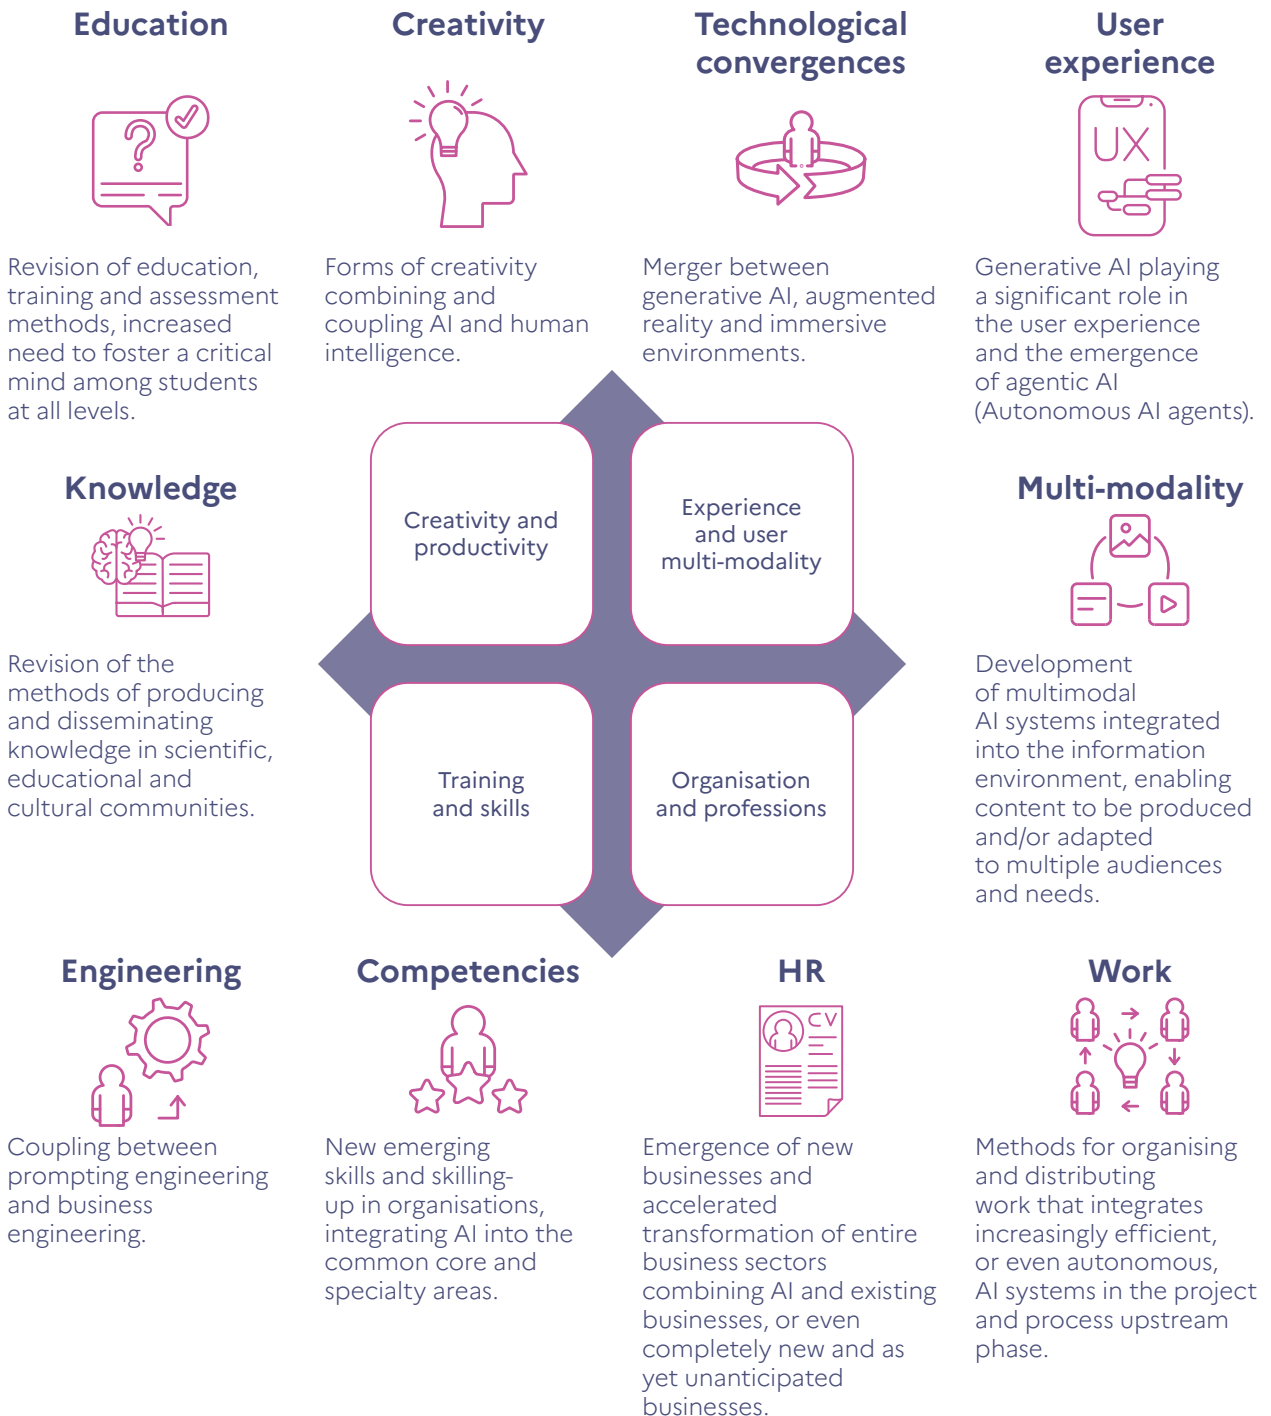 Education
Revision of education,
training and assessment
methods, increased
need to foster a critical
mind among students
at all levels.
Creativity
Forms of creativity
combining and
coupling AI and human
intelligence.
Technological
convergences
Merger between
generative AI, augmented
reality and immersive
environments.
User
experience
UX
Generative AI playing
a significant role in
the user experience
and the emergence
of agentic AI
(Autonomous AI agents).
Knowledge
Revision of the
methods of producing
and disseminating
knowledge in scientific,
educational and
cultural communities.
Creativity and
productivity
Experience
and user
multi-modality
Training
and skills
Organisation
and professions
Multi-modality
Development
of multimodal
AI systems integrated
into the information
environment, enabling
content to be produced
and/or adapted
to multiple audiences
and needs.
Engineering
Coupling between
prompting engineering
and business
engineering.
Competencies
New emerging
skills and skilling-
up in organisations,
integrating AI into the
common core and
specialty areas.
HR
CV
Emergence of new
businesses and
accelerated
transformation of entire
business sectors
combining AI and existing
businesses, or even
completely new and as
yet unanticipated
businesses.
Work
Methods for organising
and distributing
work that integrates
increasingly efficient,
or even autonomous,
AI systems in the project
and process upstream
phase.